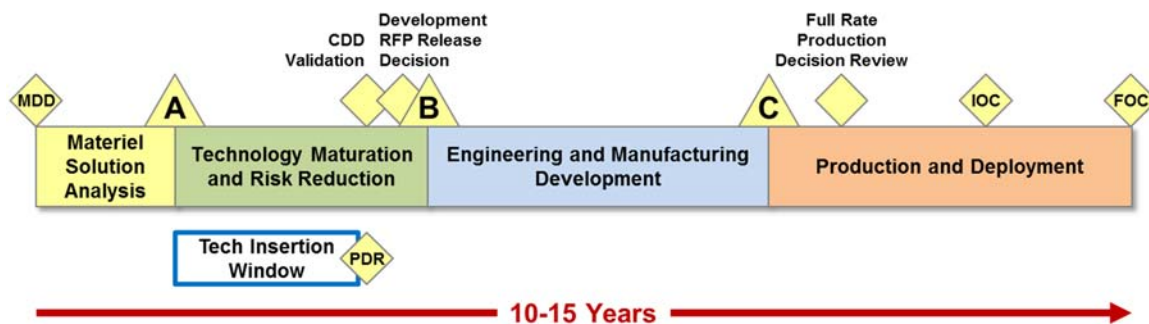 CDD
Validation
Development
RFP Release
Decision
Full Rate
Production
Decision Review
MDD
A
B
C
IOC
FOC
Materiel
Solution
Analysis
Technology Maturation
and Risk Reduction
Engineering and Manufacturing
Development
Production and Deployment
Tech Insertion
Window
PDR
10-15 Years